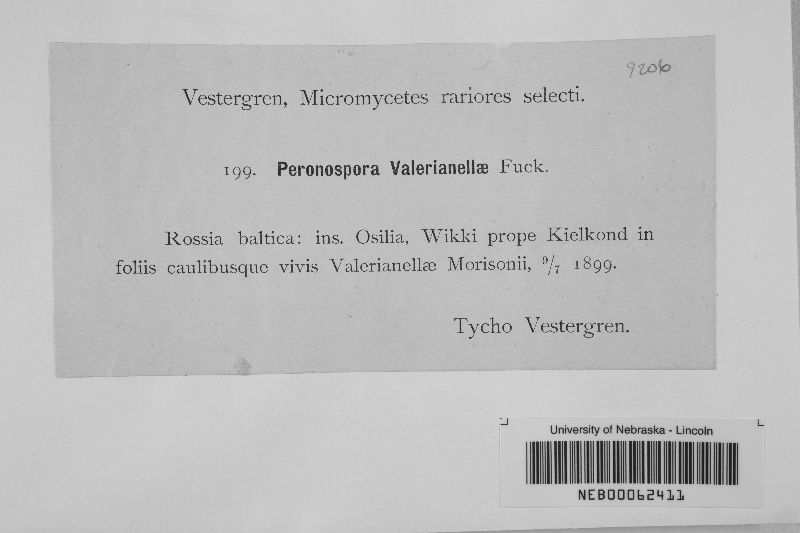 9206
Vestergren, Micromycetes rariores selecti.
199. Peronospora Valerianellæ Fuck.
Rossia baltica: ins. Osilia, Wikki prope Kielkond in
foliis caulibusque vivis Valerianellæ Morisonii, 9/7 1899.
Tycho Vestergren.
University of Nebraska - Lincoln
NEB00062411